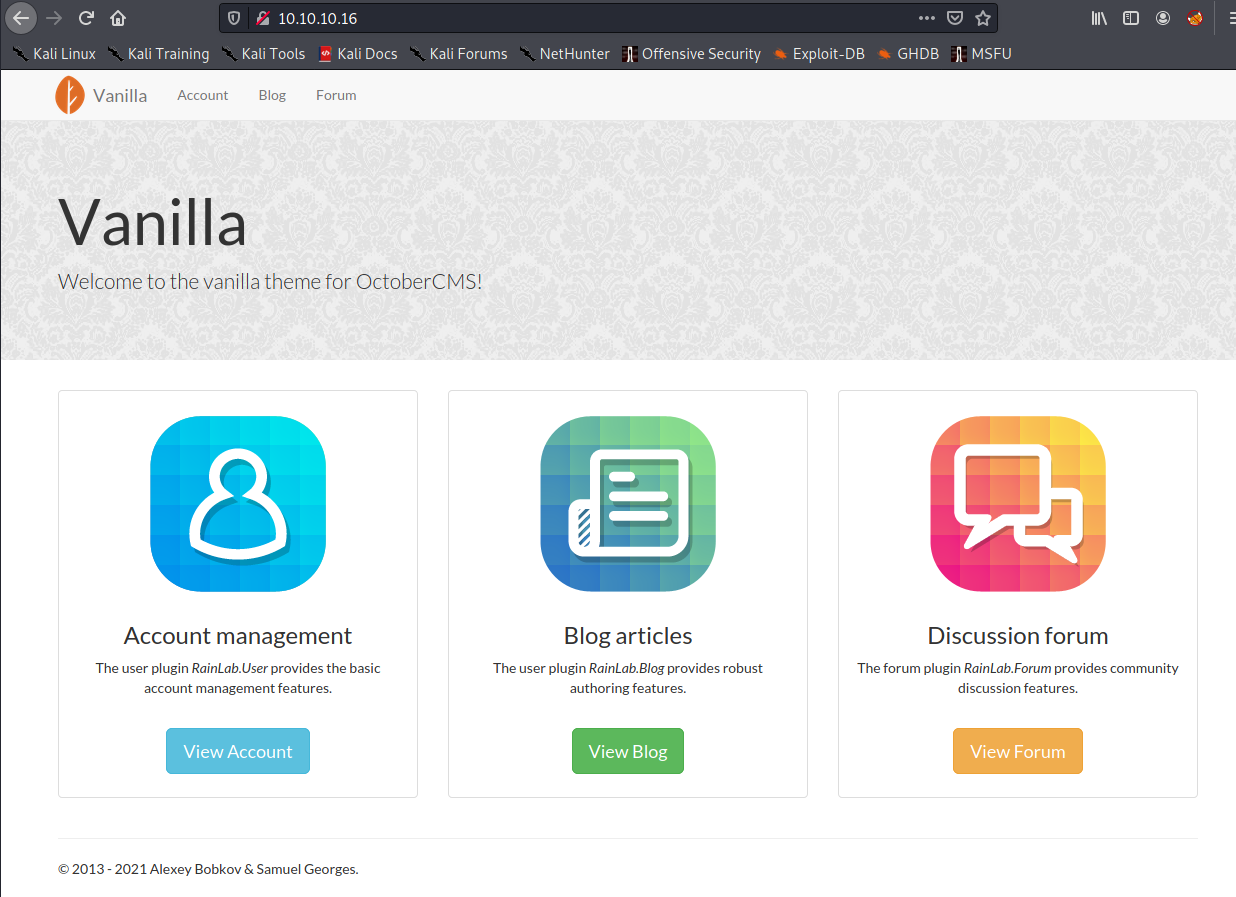 10.10.10.16
Kali Linux Kali Training Kali Tools Kali Docs Kali Forums NetHunter Offensive Security Exploit-DB GHDB MSFU
Vanilla Account Blog Forum
Vanilla
Welcome to the vanilla theme for OctoberCMS!
Account management
The user plugin RainLab.User provides the basic
account management features.
View Account
Blog articles
The user plugin RainLab.Blog provides robust
authoring features.
View Blog
Discussion forum
The forum plugin RainLab.Forum provides community
discussion features.
View Forum
© 2013 - 2021 Alexey Bobkov & Samuel Georges.